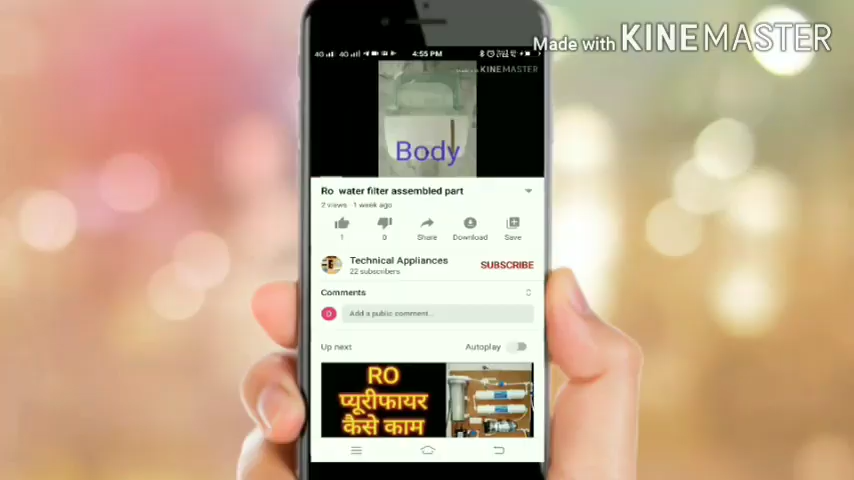 Made with KINEMASTER
4:55 PM
KINEMASTER
Body
Ro water filter assembled part
2 views · 1 week ago
1
0
Share
Download
Save
Technical Appliances
22 subscribers
SUBSCRIBE
Comments
D
Add a public comment...
Up next
Autoplay
RO
प्यूरीफायर
कैसे काम